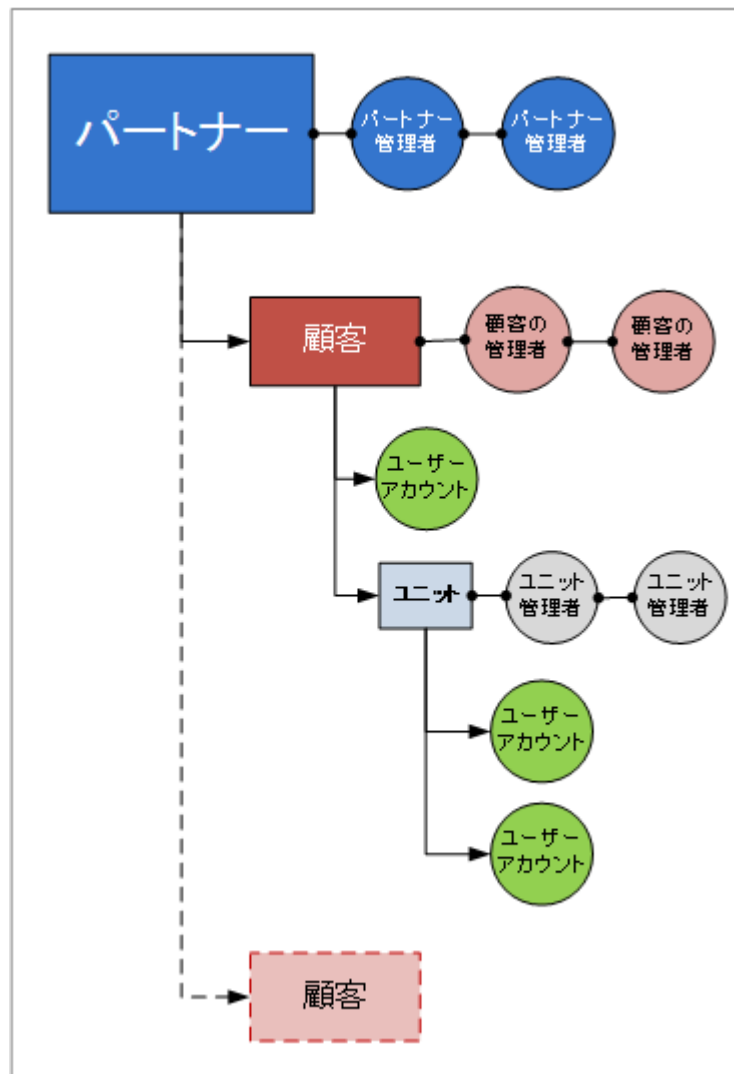 パートナー
パートナー
管理者
パートナー
管理者
顧客
顧客の
管理者
顧客の
管理者
ユーザー
アカウント
ユニット
ユニット
管理者
ユニット
管理者
ユーザー
アカウント
ユーザー
アカウント
顧客